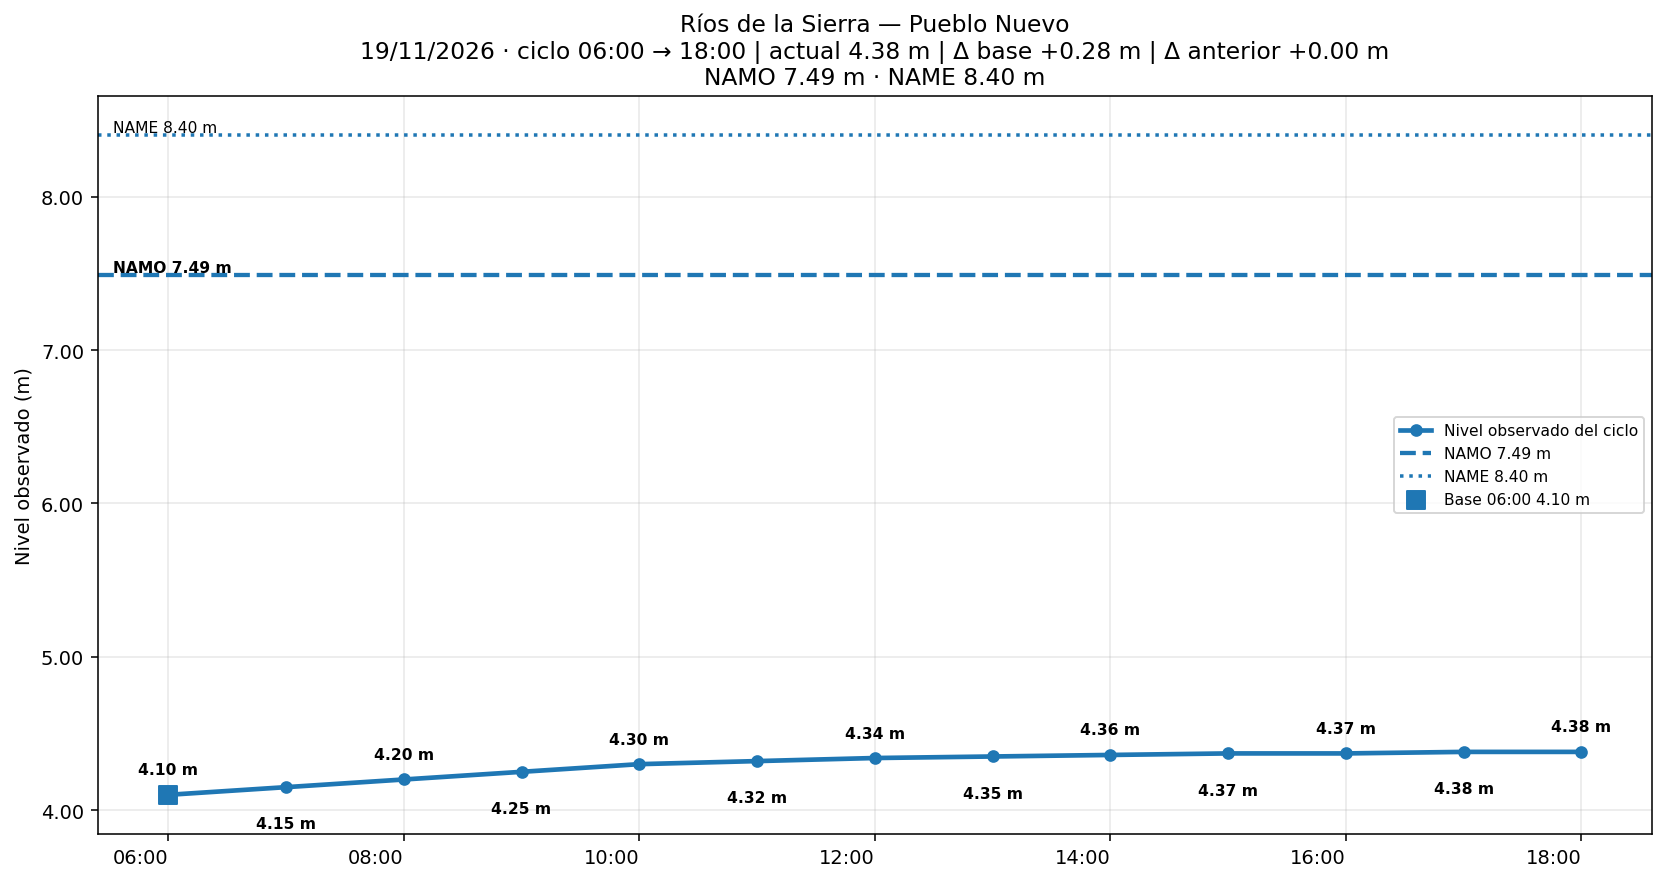 Ríos de la Sierra — Pueblo Nuevo
19/11/2026 · ciclo 06:00 → 18:00 | actual 4.38 m | Δ base +0.28 m | Δ anterior +0.00 m
NAMO 7.49 m · NAME 8.40 m
NAME 8.40 m
8.00
NAMO 7.49 m
7.00
Nivel observado (m)
Nivel observado del ciclo
NAMO 7.49 m
NAME 8.40 m
Base 06:00 4.10 m
6.00
5.00
4.10 m
4.15 m
4.20 m
4.25 m
4.30 m
4.32 m
4.34 m
4.35 m
4.36 m
4.37 m
4.37 m
4.38 m
4.38 m
4.00
06:00
08:00
10:00
12:00
14:00
16:00
18:00